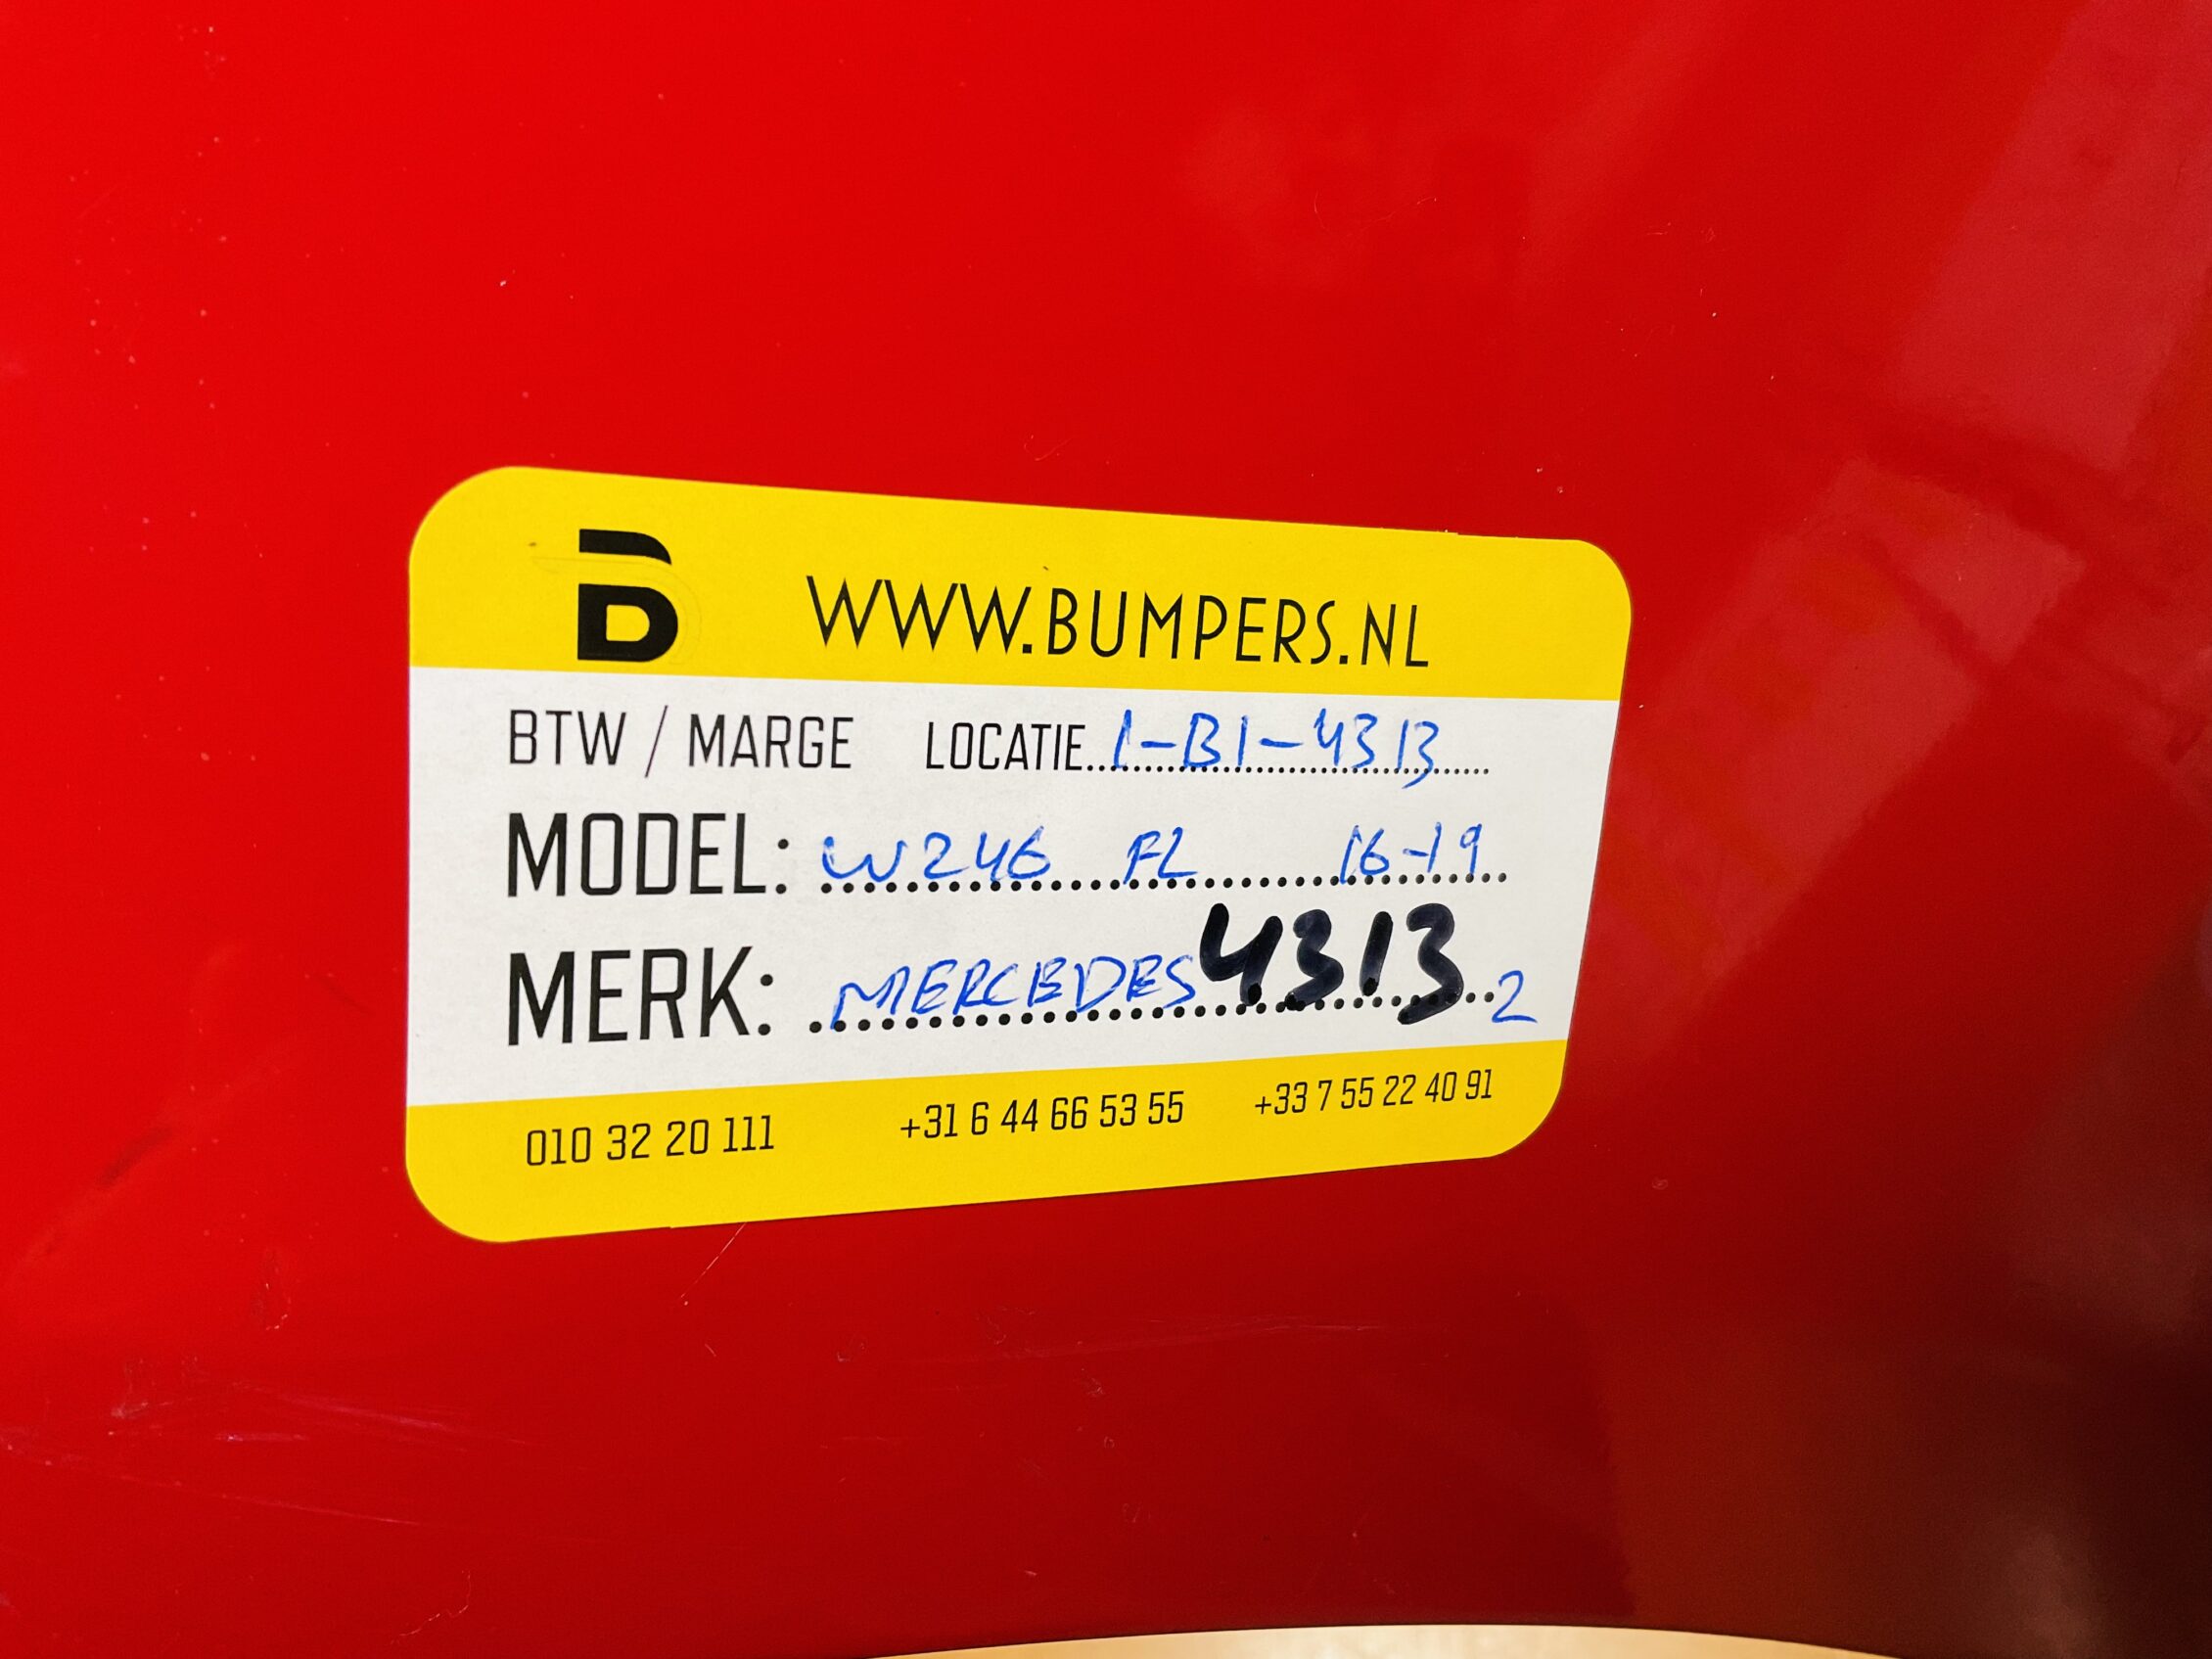 B WWW.BUMPERS.NL
BTW / MARGE LOCATIE 1-B1-4313
MODEL: W246 FL 16-19
MERK: MERCEDES 4313 2
010 32 20 111 +31 6 44 66 53 55 +33 7 55 22 40 91